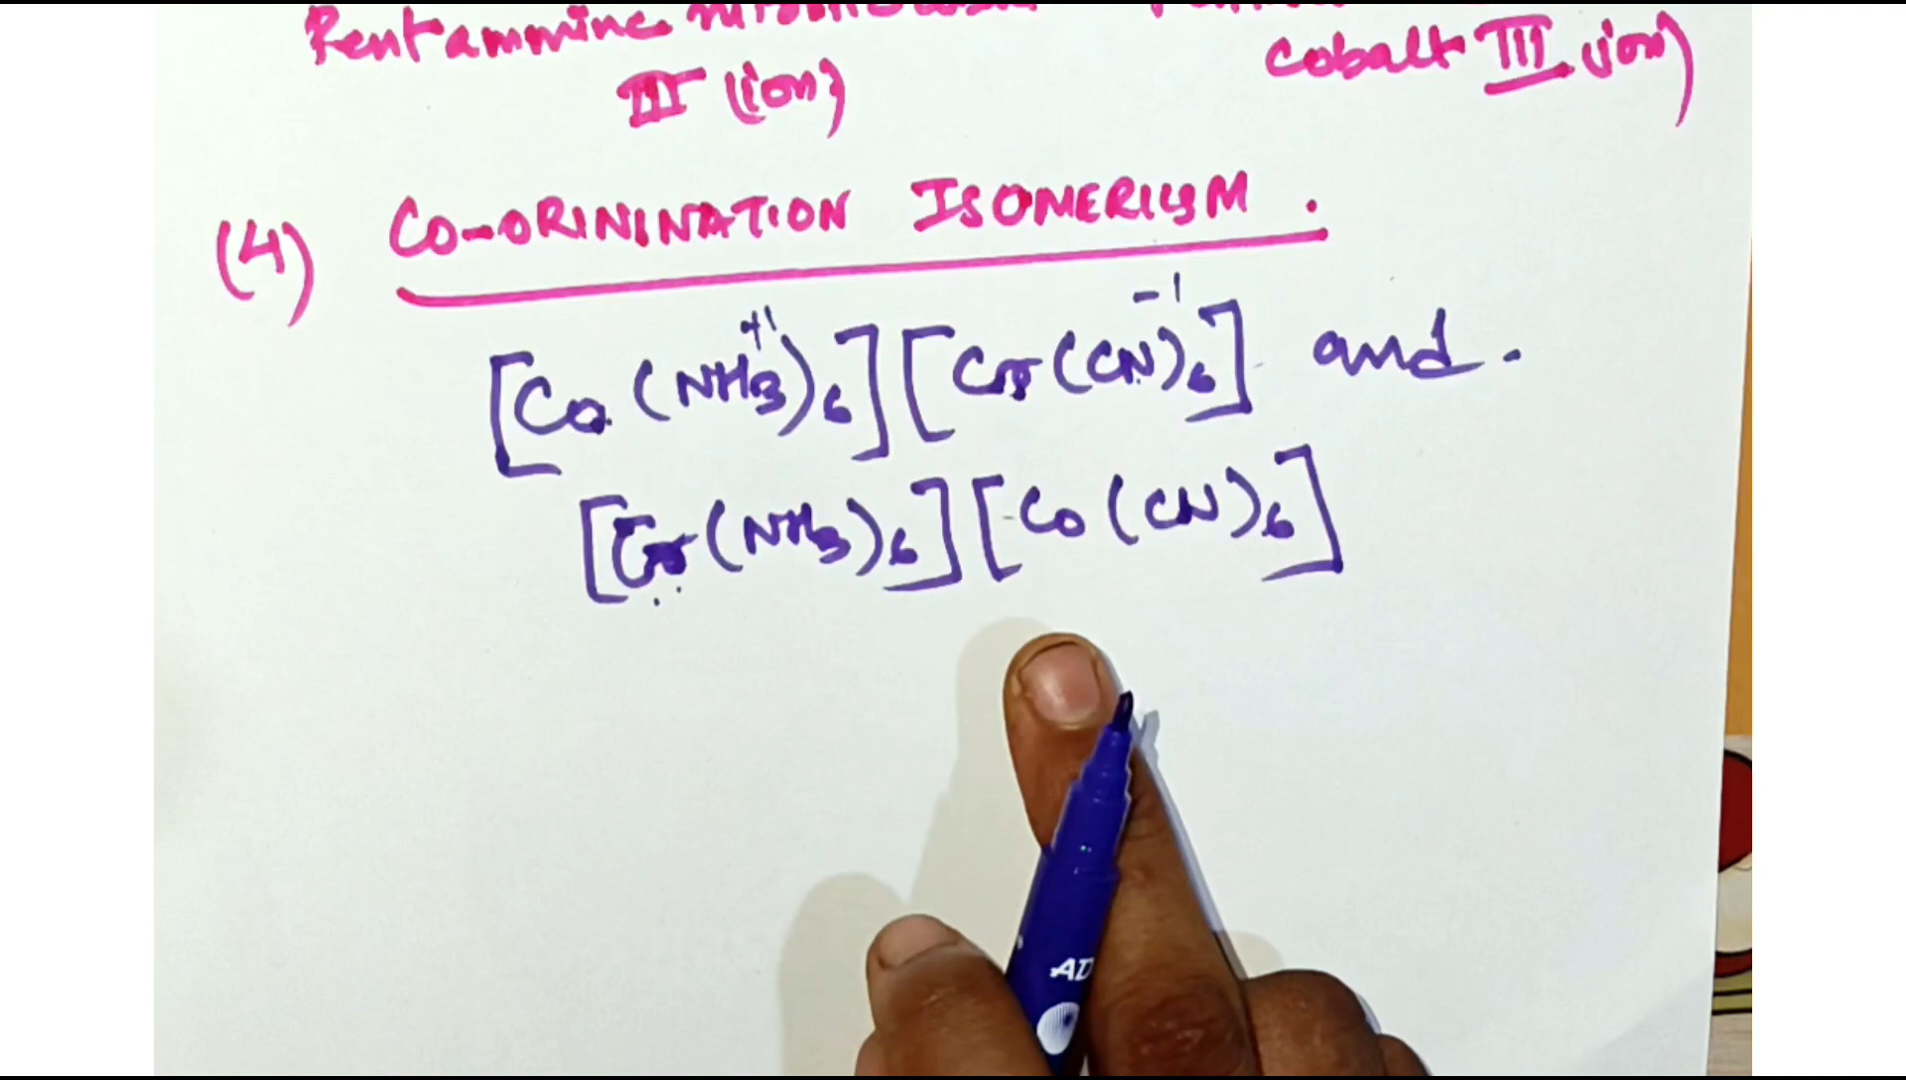 Pentammine
III (ion)
cobalt III ion)
(4) CO-ORININATION ISOMERISM .
+1 -1
[Co (NH3)6] [Cr (CN)6] and .
[Cr (NH3)6] [Co (CN)6]
AD